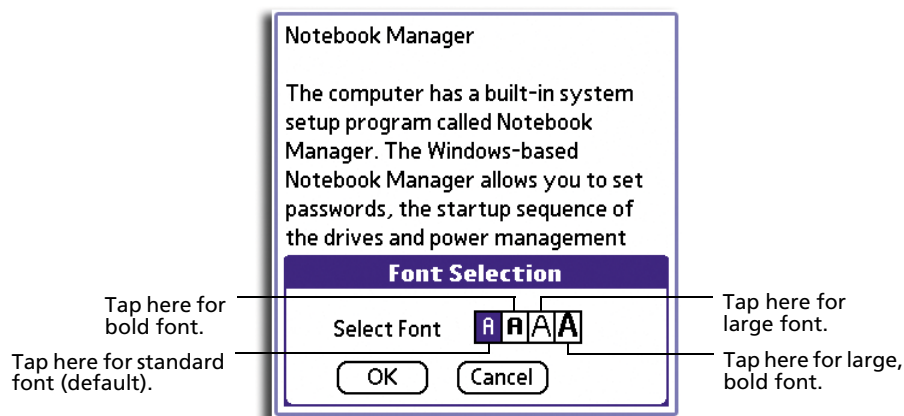 Notebook Manager
The computer has a built-in system
setup program called Notebook
Manager. The Windows-based
Notebook Manager allows you to set
passwords, the startup sequence of
the drives and power management
Font Selection
Tap here for
bold font.
Select Font A A A A
Tap here for
large font.
Tap here for standard
font (default).
OK Cancel
Tap here for large,
bold font.